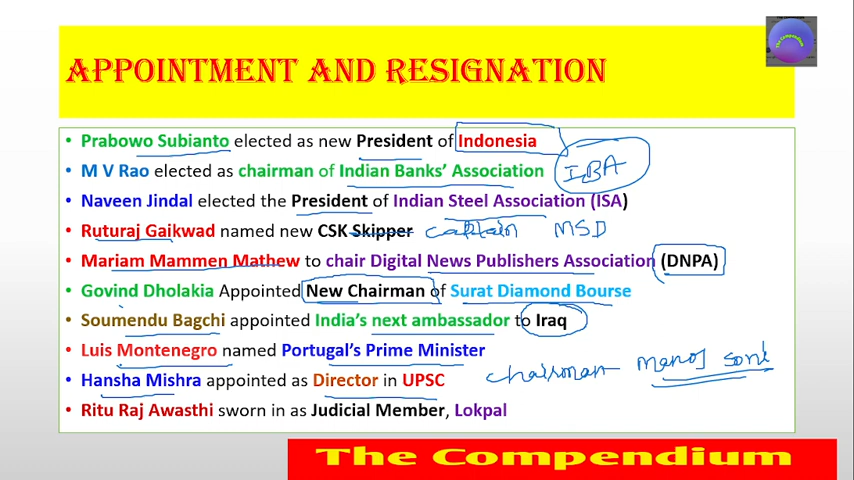 The Compendium
APPOINTMENT AND RESIGNATION
• Prabowo Subianto elected as new President of Indonesia
• M V Rao elected as chairman of Indian Banks' Association IBA
• Naveen Jindal elected the President of Indian Steel Association (ISA)
• Ruturaj Gaikwad named new CSK Skipper captain MSD
• Mariam Mammen Mathew to chair Digital News Publishers Association (DNPA)
• Govind Dholakia Appointed New Chairman of Surat Diamond Bourse
• Soumendu Bagchi appointed India's next ambassador to Iraq
• Luis Montenegro named Portugal's Prime Minister
• Hansha Mishra appointed as Director in UPSC chairman manoj soni
• Ritu Raj Awasthi sworn in as Judicial Member, Lokpal
The Compendium